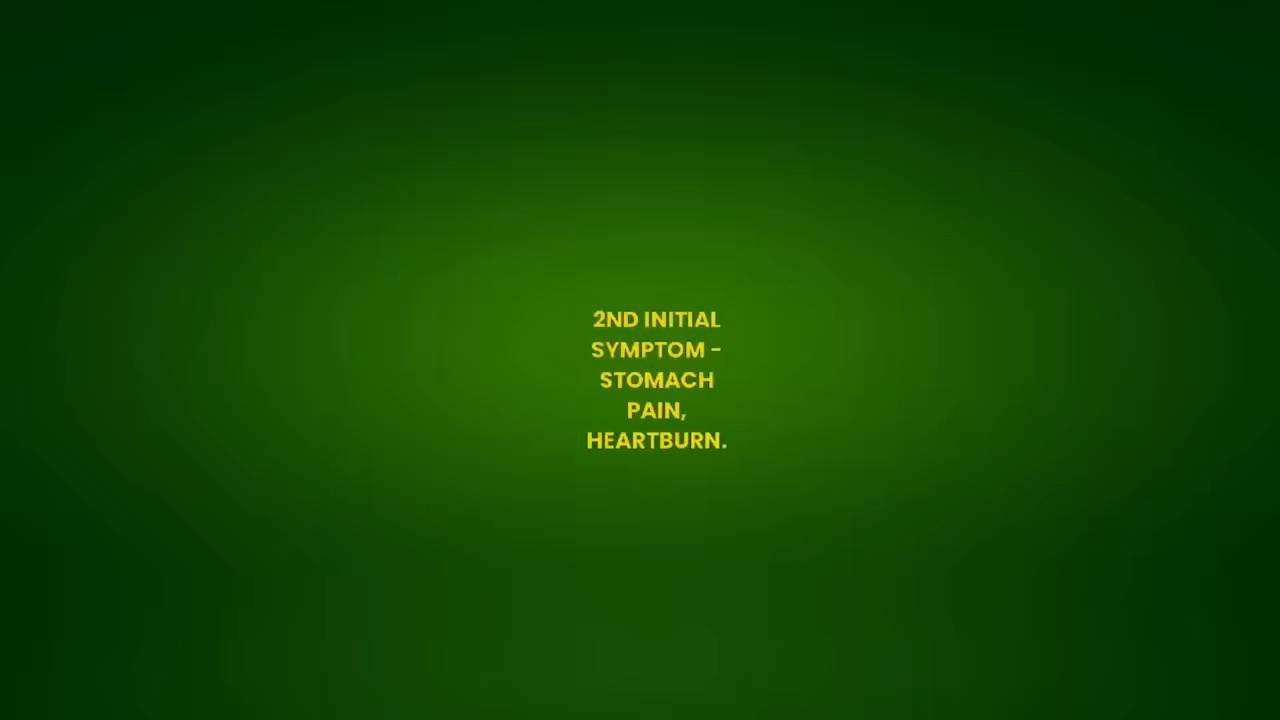 2ND INITIAL
SYMPTOM -
STOMACH
PAIN,
HEARTBURN.